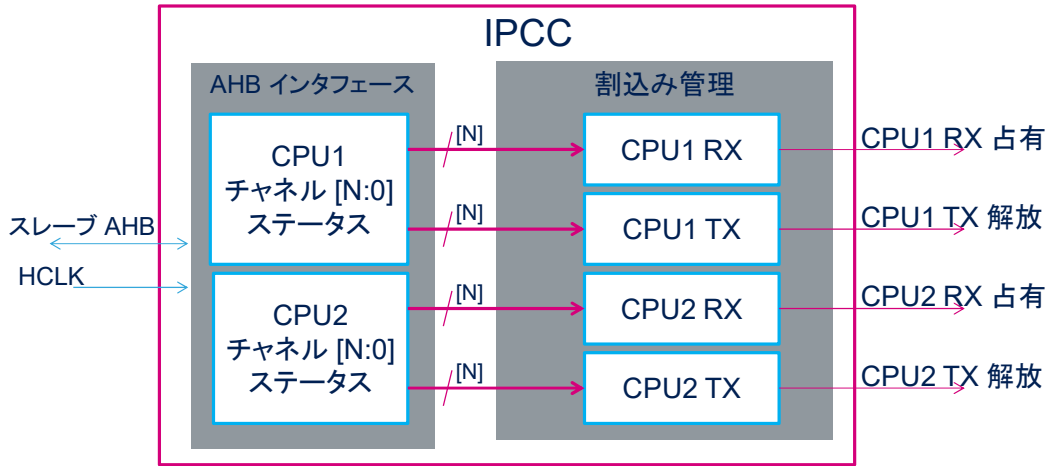 IPCC
AHB インタフェース
割込み管理
CPU1
チャネル [N:0]
ステータス
[N]
CPU1 RX
CPU1 RX 占有
[N]
CPU1 TX
CPU1 TX 解放
スレーブ AHB
HCLK
CPU2
チャネル [N:0]
ステータス
[N]
CPU2 RX
CPU2 RX 占有
[N]
CPU2 TX
CPU2 TX 解放